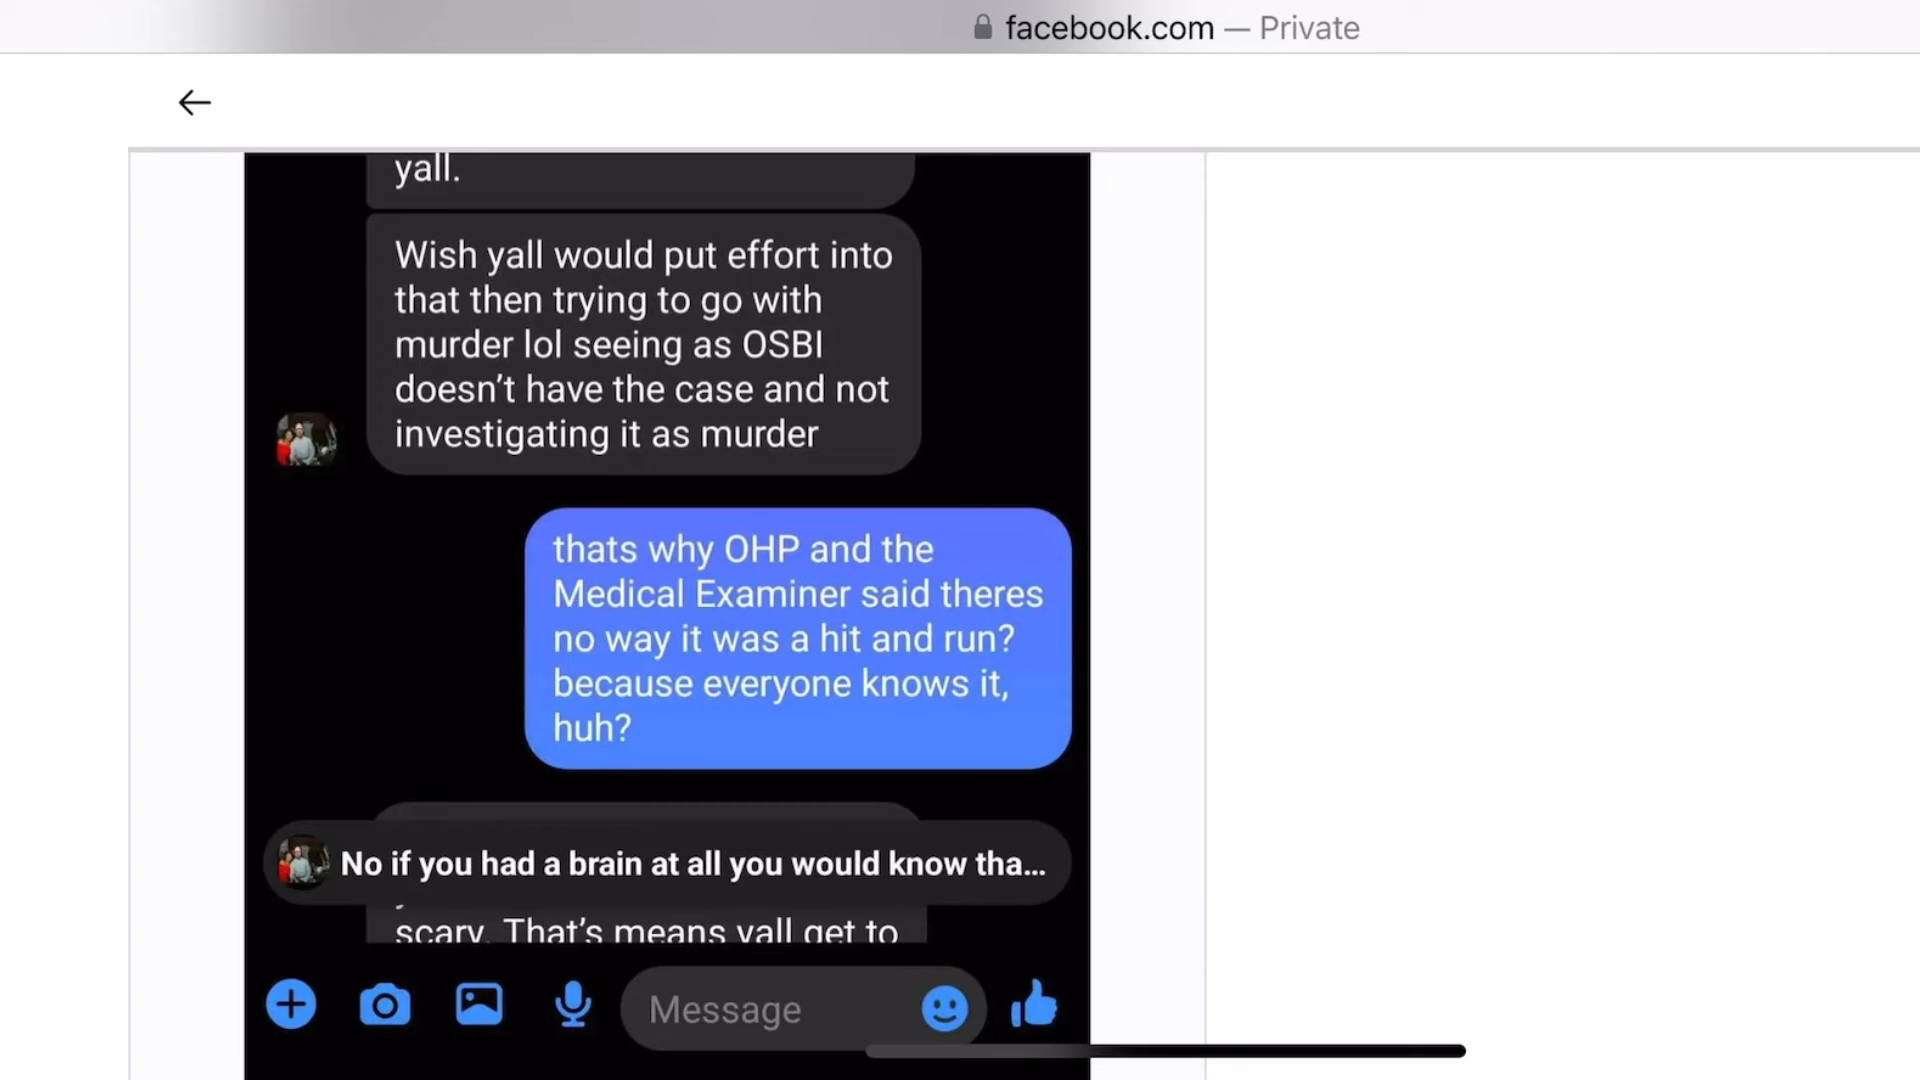 facebook.com — Private
yall.
Wish yall would put effort into
that then trying to go with
murder lol seeing as OSBI
doesn't have the case and not
investigating it as murder
thats why OHP and the
Medical Examiner said theres
no way it was a hit and run?
because everyone knows it,
huh?
No if you had a brain at all you would know tha...
scary. That's means yall get to
Message